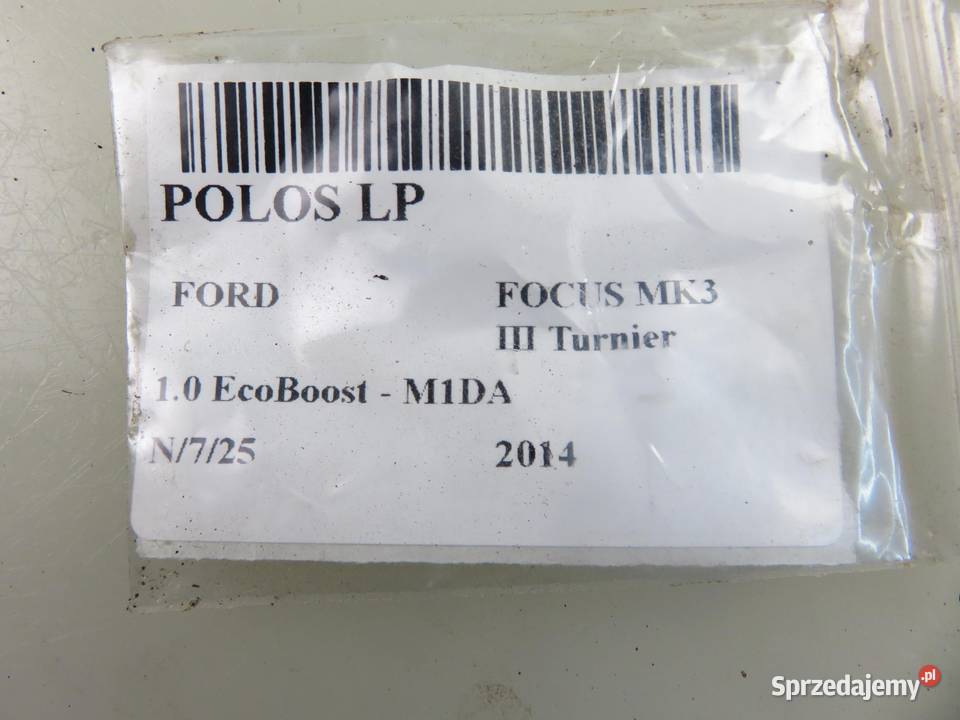 POLOS LP
FORD FOCUS MK3
III Turnier
1.0 EcoBoost - M1DA
N/7/25 2014
Sprzedajemy.pl